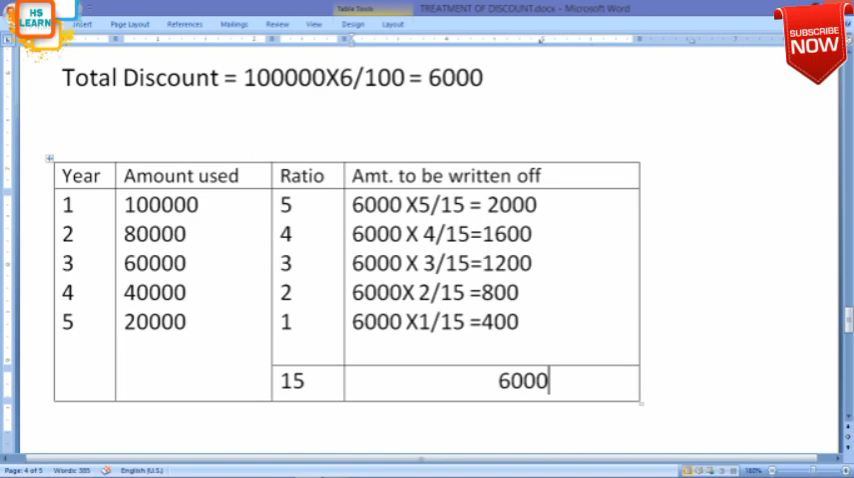 HS
LEARN
Table Tools
TREATMENT OF DISCOUNT.docx - Microsoft Word
Insert Page Layout References Mailings Review View Design Layout
SUBSCRIBE
NOW
Total Discount = 100000X6/100 = 6000
Year Amount used Ratio Amt. to be written off
1 100000 5 6000 X5/15 = 2000
2 80000 4 6000 X 4/15=1600
3 60000 3 6000 X 3/15=1200
4 40000 2 6000X 2/15 =800
5 20000 1 6000 X1/15 =400
15 6000
Page: 4 of 5 Words: 385 English (U.S.) 160%